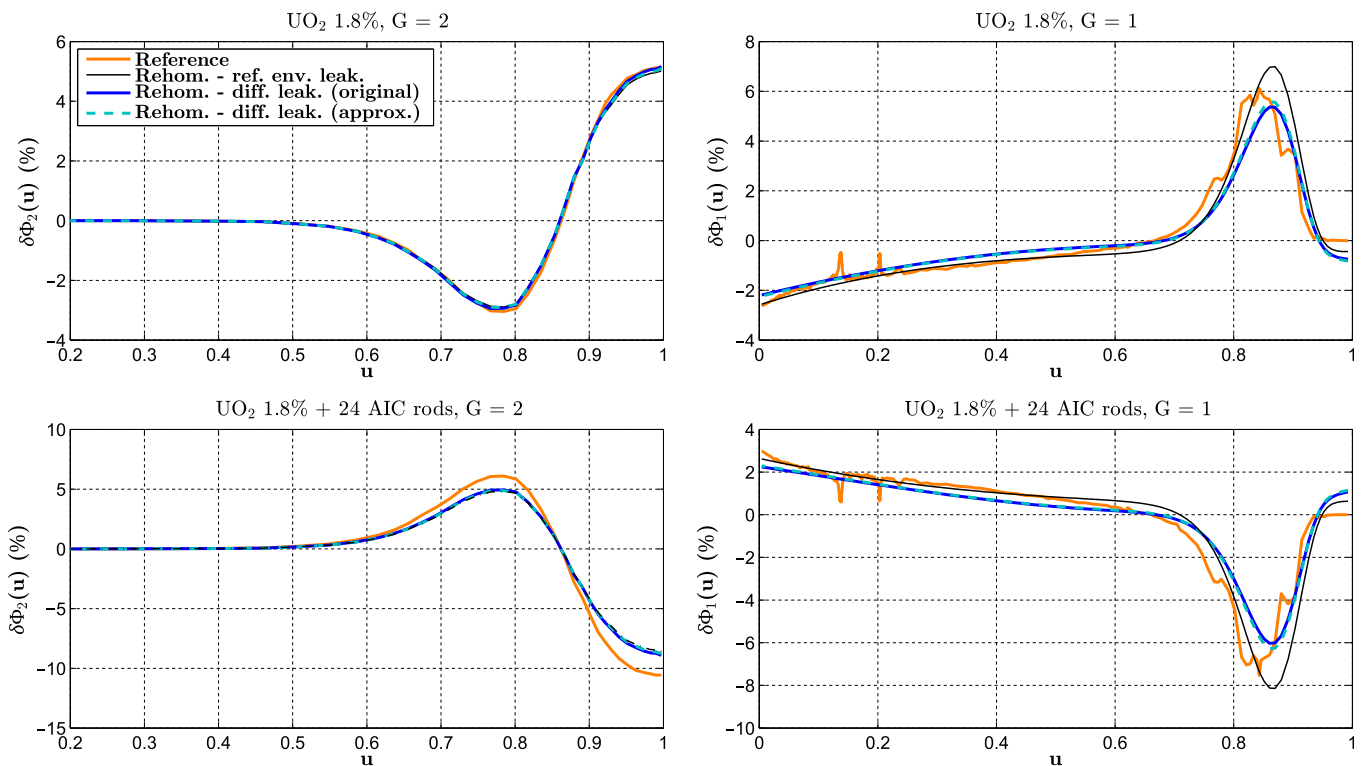 UO₂ 1.8%, G = 2
6
4
2
0
−2
−4
δΦ₂(u) (%)
Reference
Rehom. - ref. env. leak.
Rehom. - diff. leak. (original)
Rehom. - diff. leak. (approx.)
0.2 0.3 0.4 0.5 0.6 0.7 0.8 0.9 1
u
UO₂ 1.8%, G = 1
8
6
4
2
0
−2
−4
δΦ₁(u) (%)
0 0.2 0.4 0.6 0.8 1
u
UO₂ 1.8% + 24 AIC rods, G = 2
10
5
0
−5
−10
−15
δΦ₂(u) (%)
0.2 0.3 0.4 0.5 0.6 0.7 0.8 0.9 1
u
UO₂ 1.8% + 24 AIC rods, G = 1
4
2
0
−2
−4
−6
−8
−10
δΦ₁(u) (%)
0 0.2 0.4 0.6 0.8 1
u